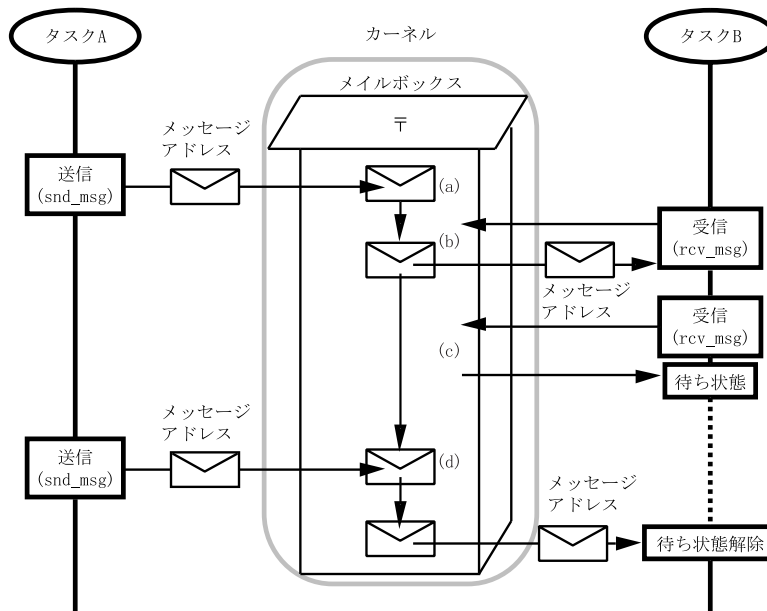 タスクA
カーネル
タスクB
メイルボックス
〒
メッセージ
アドレス
送信
(snd_msg)
(a)
(b)
受信
(rcv_msg)
メッセージ
アドレス
受信
(rcv_msg)
(c)
待ち状態
メッセージ
アドレス
送信
(snd_msg)
(d)
メッセージ
アドレス
待ち状態解除